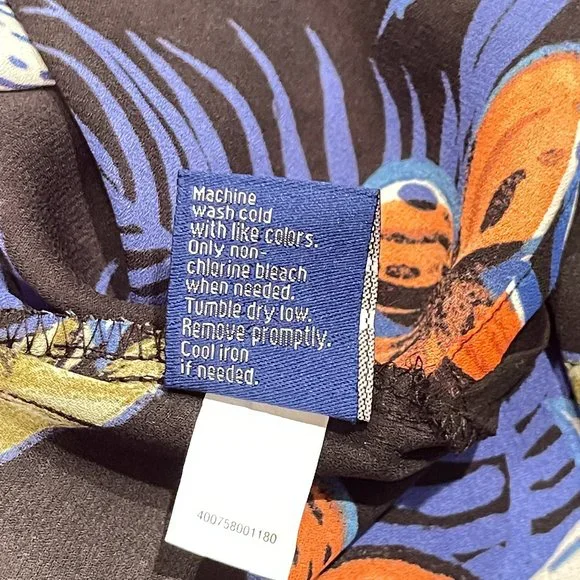 Machine
wash cold
with like colors.
Only non-
chlorine bleach
when needed.
Tumble dry low.
Remove promptly.
Cool iron
if needed.
400758001180